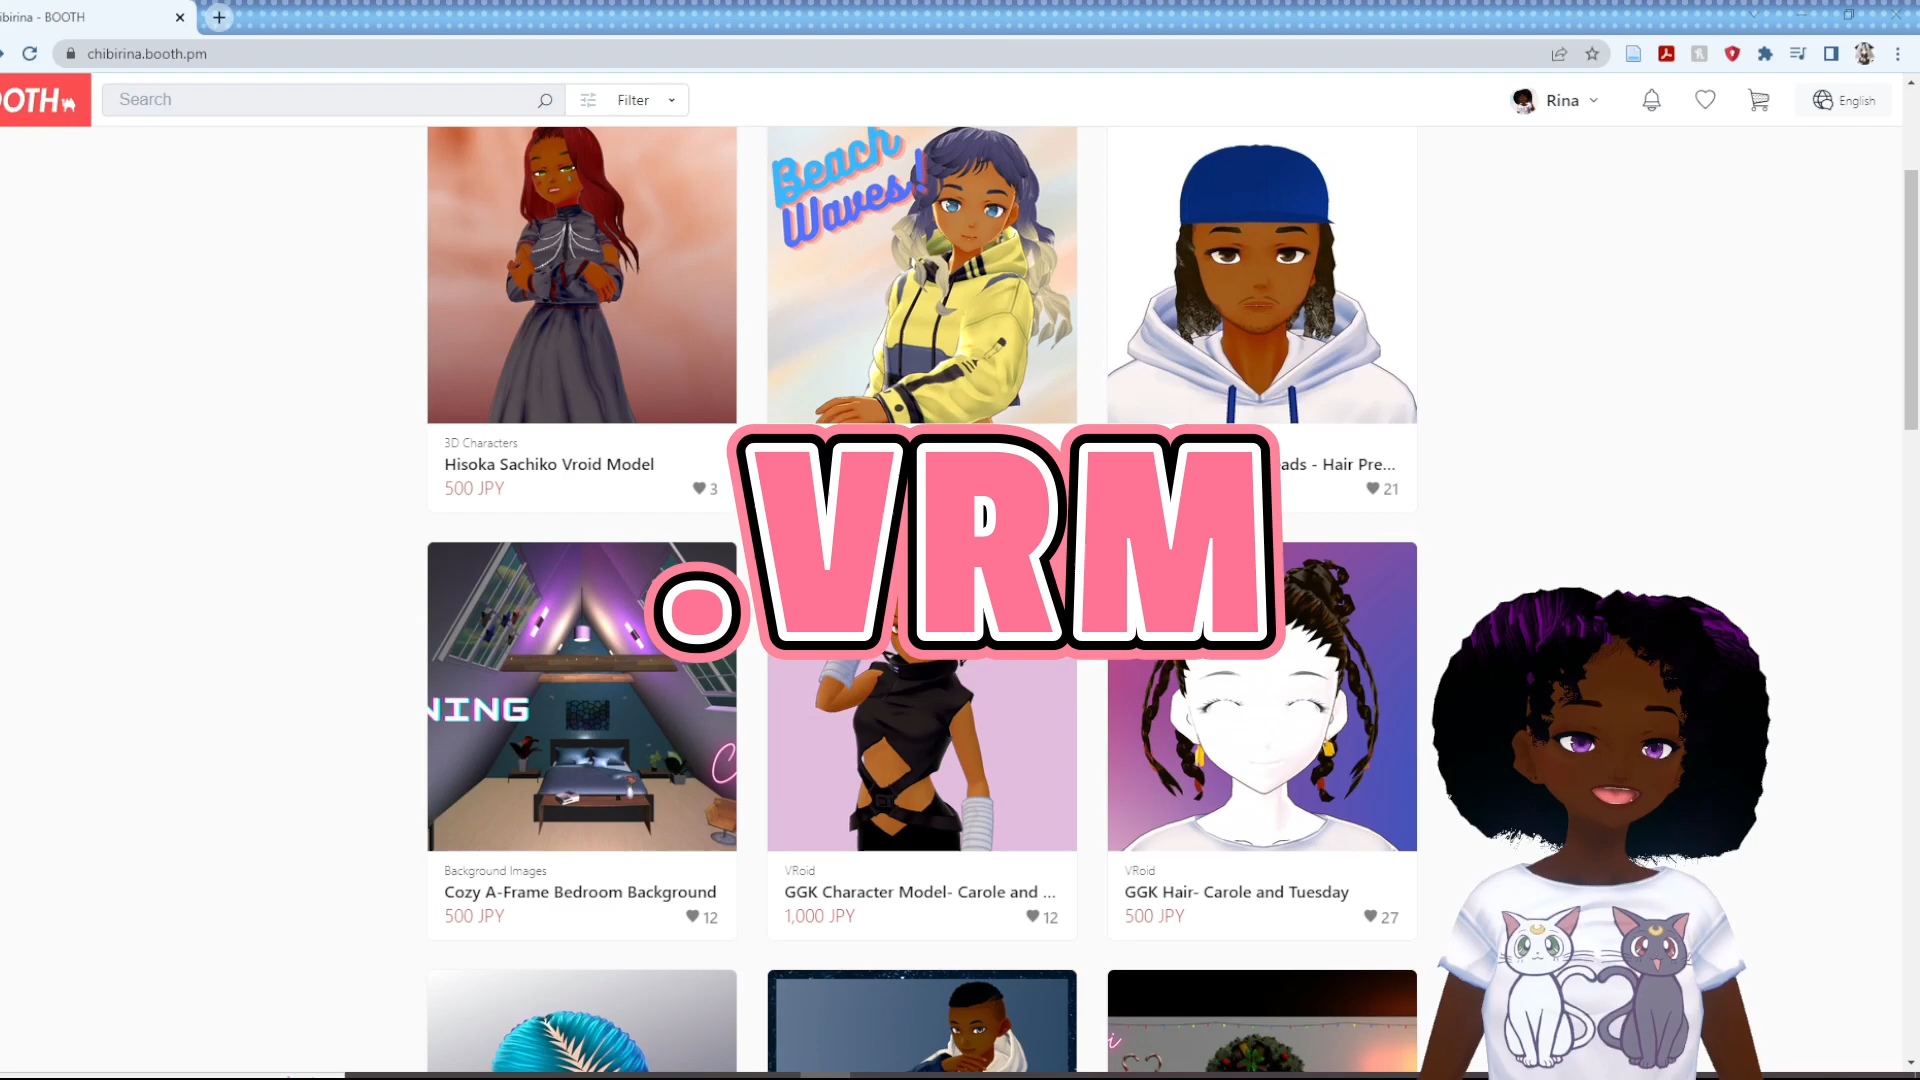 ibirina - BOOTH
chibirina.booth.pm
OOTH
Search
Filter
Rina
English
Beach
Waves!
3D Characters
Hisoka Sachiko Vroid Model
500 JPY
3
ads - Hair Pre...
21
.VRM
NING
Background Images
Cozy A-Frame Bedroom Background
500 JPY
12
VRoid
GGK Character Model- Carole and ...
1,000 JPY
12
VRoid
GGK Hair- Carole and Tuesday
500 JPY
27